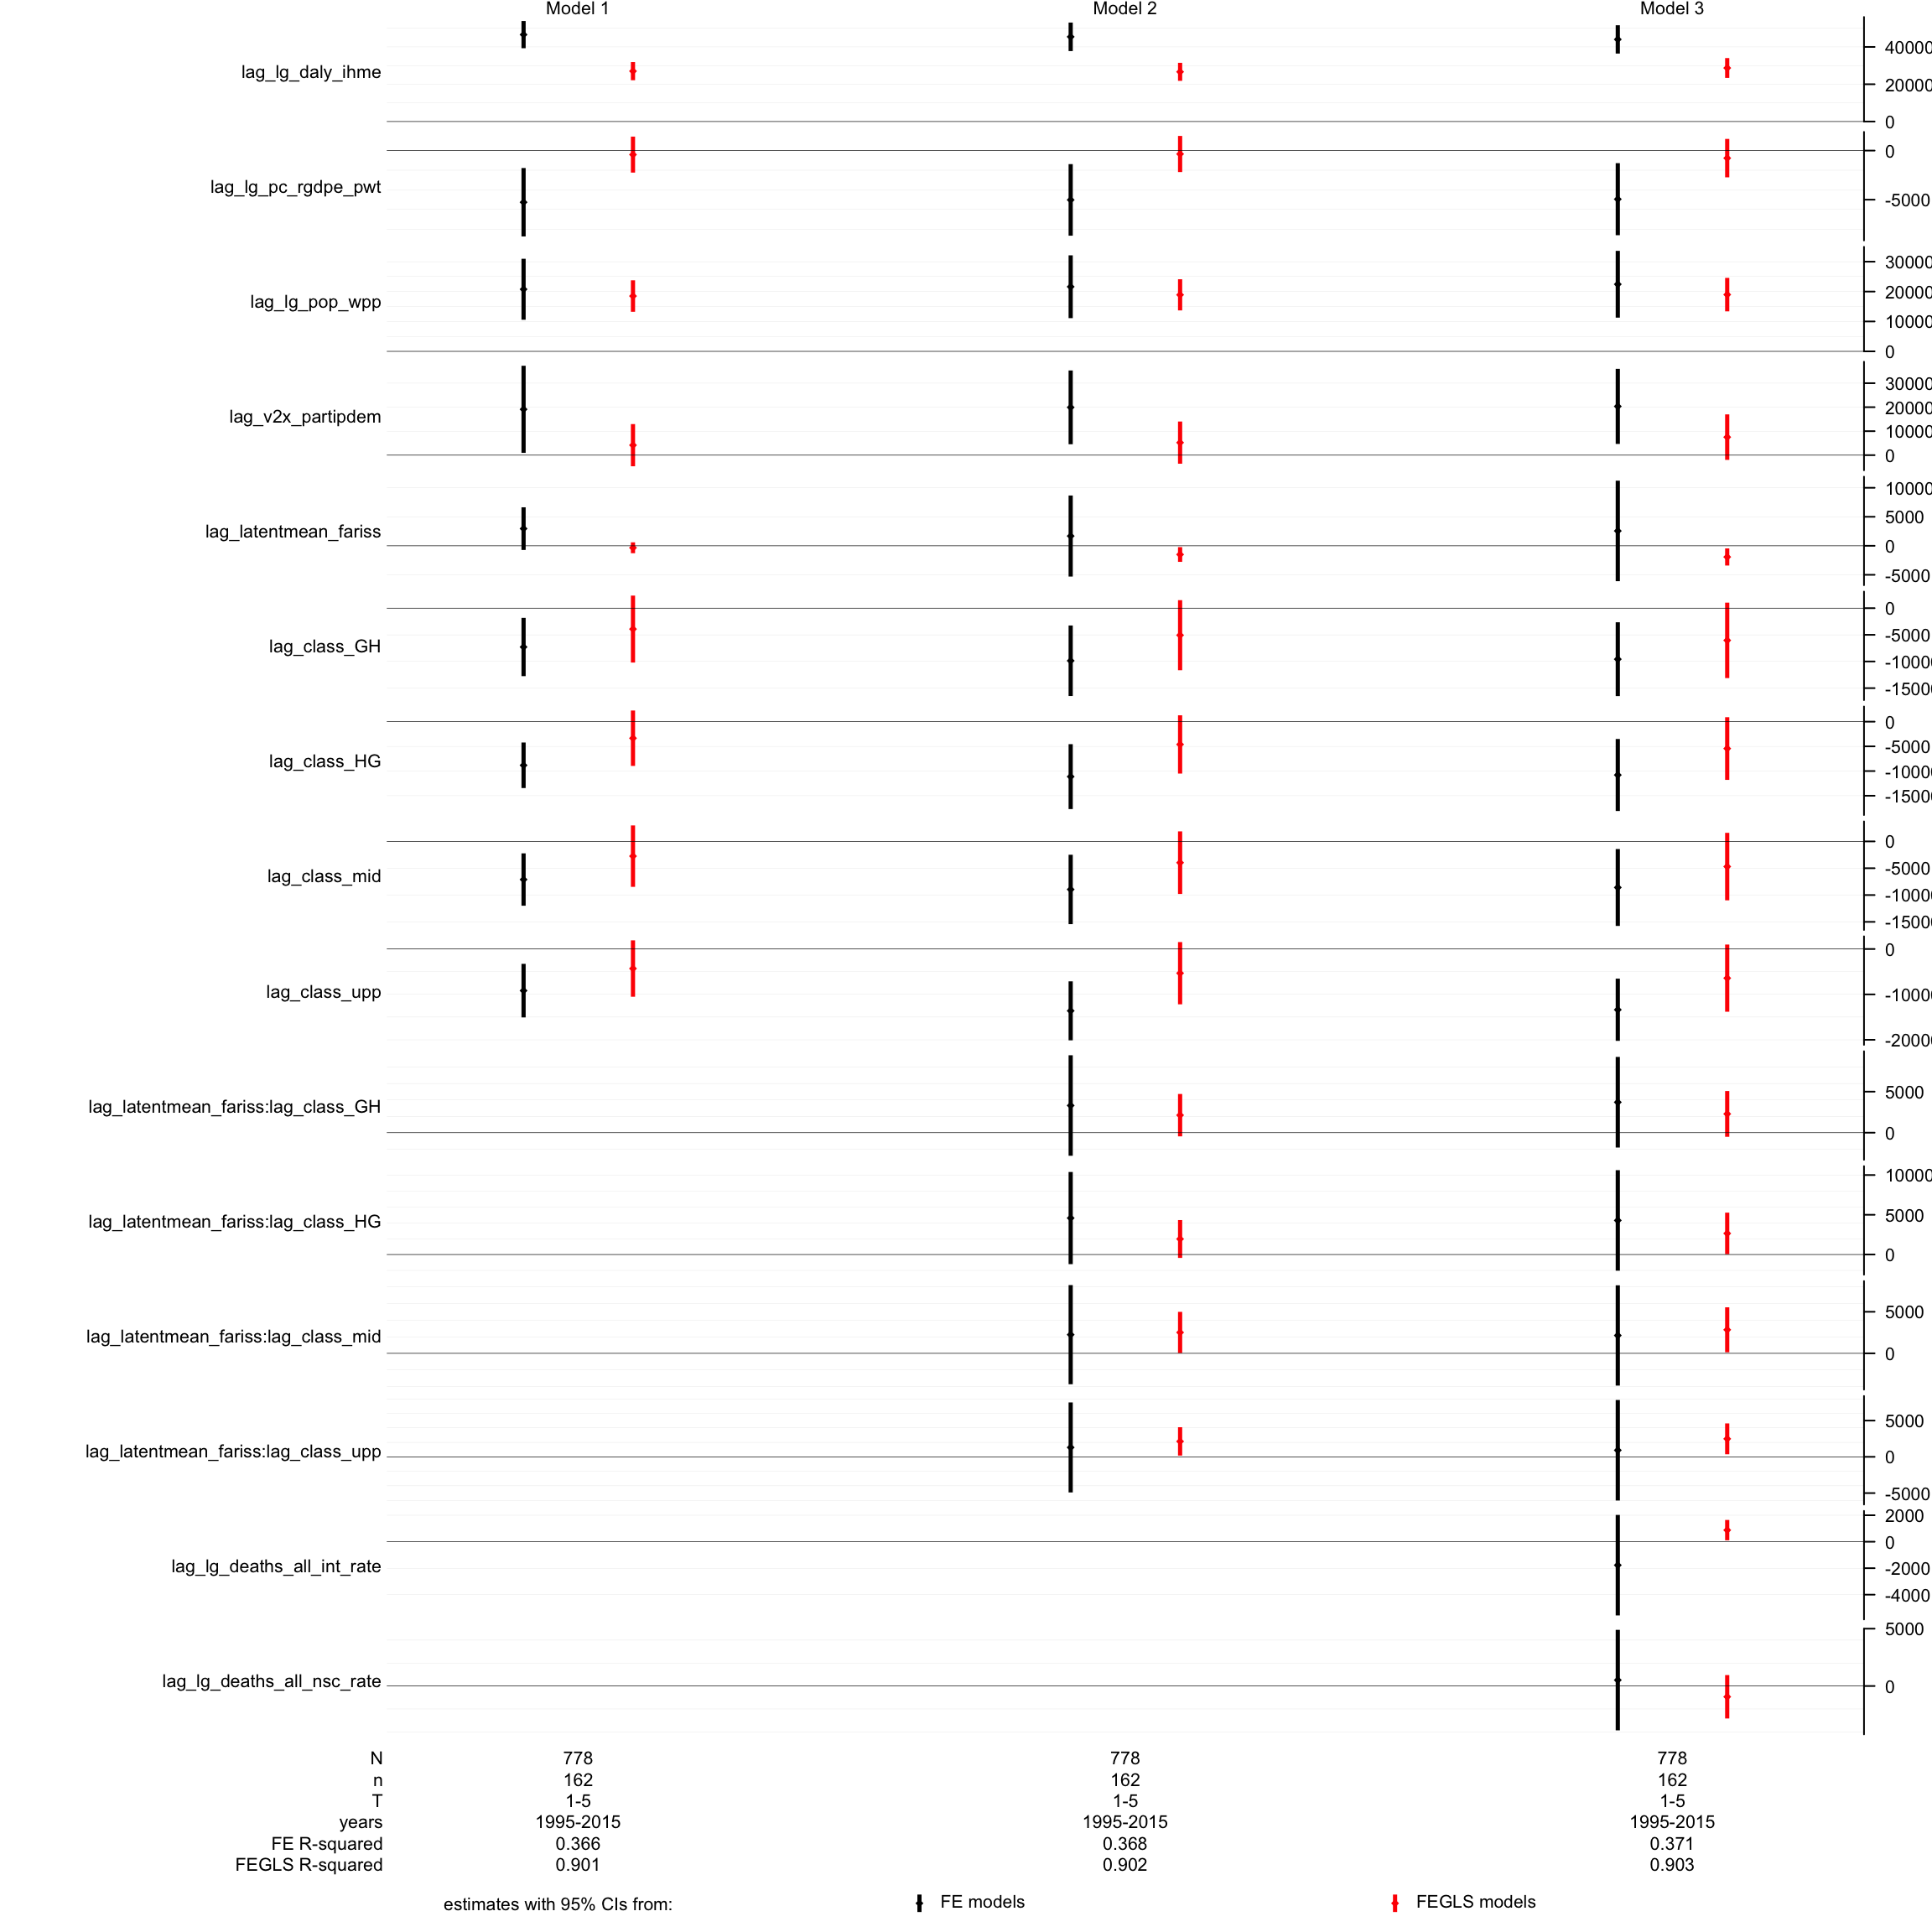 Model 1 Model 2 Model 3
lag_lg_daly_ihme
40000
20000
0
lag_lg_pc_rgdpe_pwt
0
-5000
lag_lg_pop_wpp
30000
20000
10000
0
lag_v2x_partipdem
30000
20000
10000
0
lag_latentmean_fariss
10000
5000
0
-5000
lag_class_GH
0
-5000
-10000
-15000
lag_class_HG
0
-5000
-10000
-15000
lag_class_mid
0
-5000
-10000
-15000
lag_class_upp
0
-10000
-20000
lag_latentmean_fariss:lag_class_GH
5000
0
lag_latentmean_fariss:lag_class_HG
10000
5000
0
lag_latentmean_fariss:lag_class_mid
5000
0
lag_latentmean_fariss:lag_class_upp
5000
0
-5000
lag_lg_deaths_all_int_rate
2000
0
-2000
-4000
lag_lg_deaths_all_nsc_rate
5000
0
N 778 778 778
n 162 162 162
T 1-5 1-5 1-5
years 1995-2015 1995-2015 1995-2015
FE R-squared 0.366 0.368 0.371
FEGLS R-squared 0.901 0.902 0.903
estimates with 95% CIs from: FE models FEGLS models